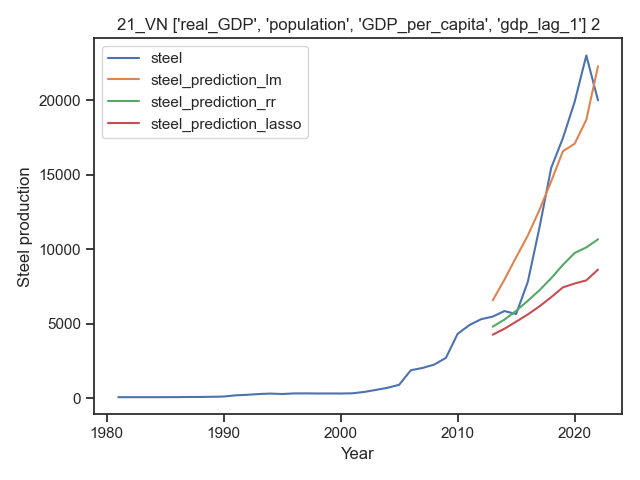 21_VN ['real_GDP', 'population', 'GDP_per_capita', 'gdp_lag_1'] 2
steel
steel_prediction_lm
steel_prediction_rr
steel_prediction_lasso
Steel production
20000
15000
10000
5000
0
1980
1990
2000
2010
2020
Year